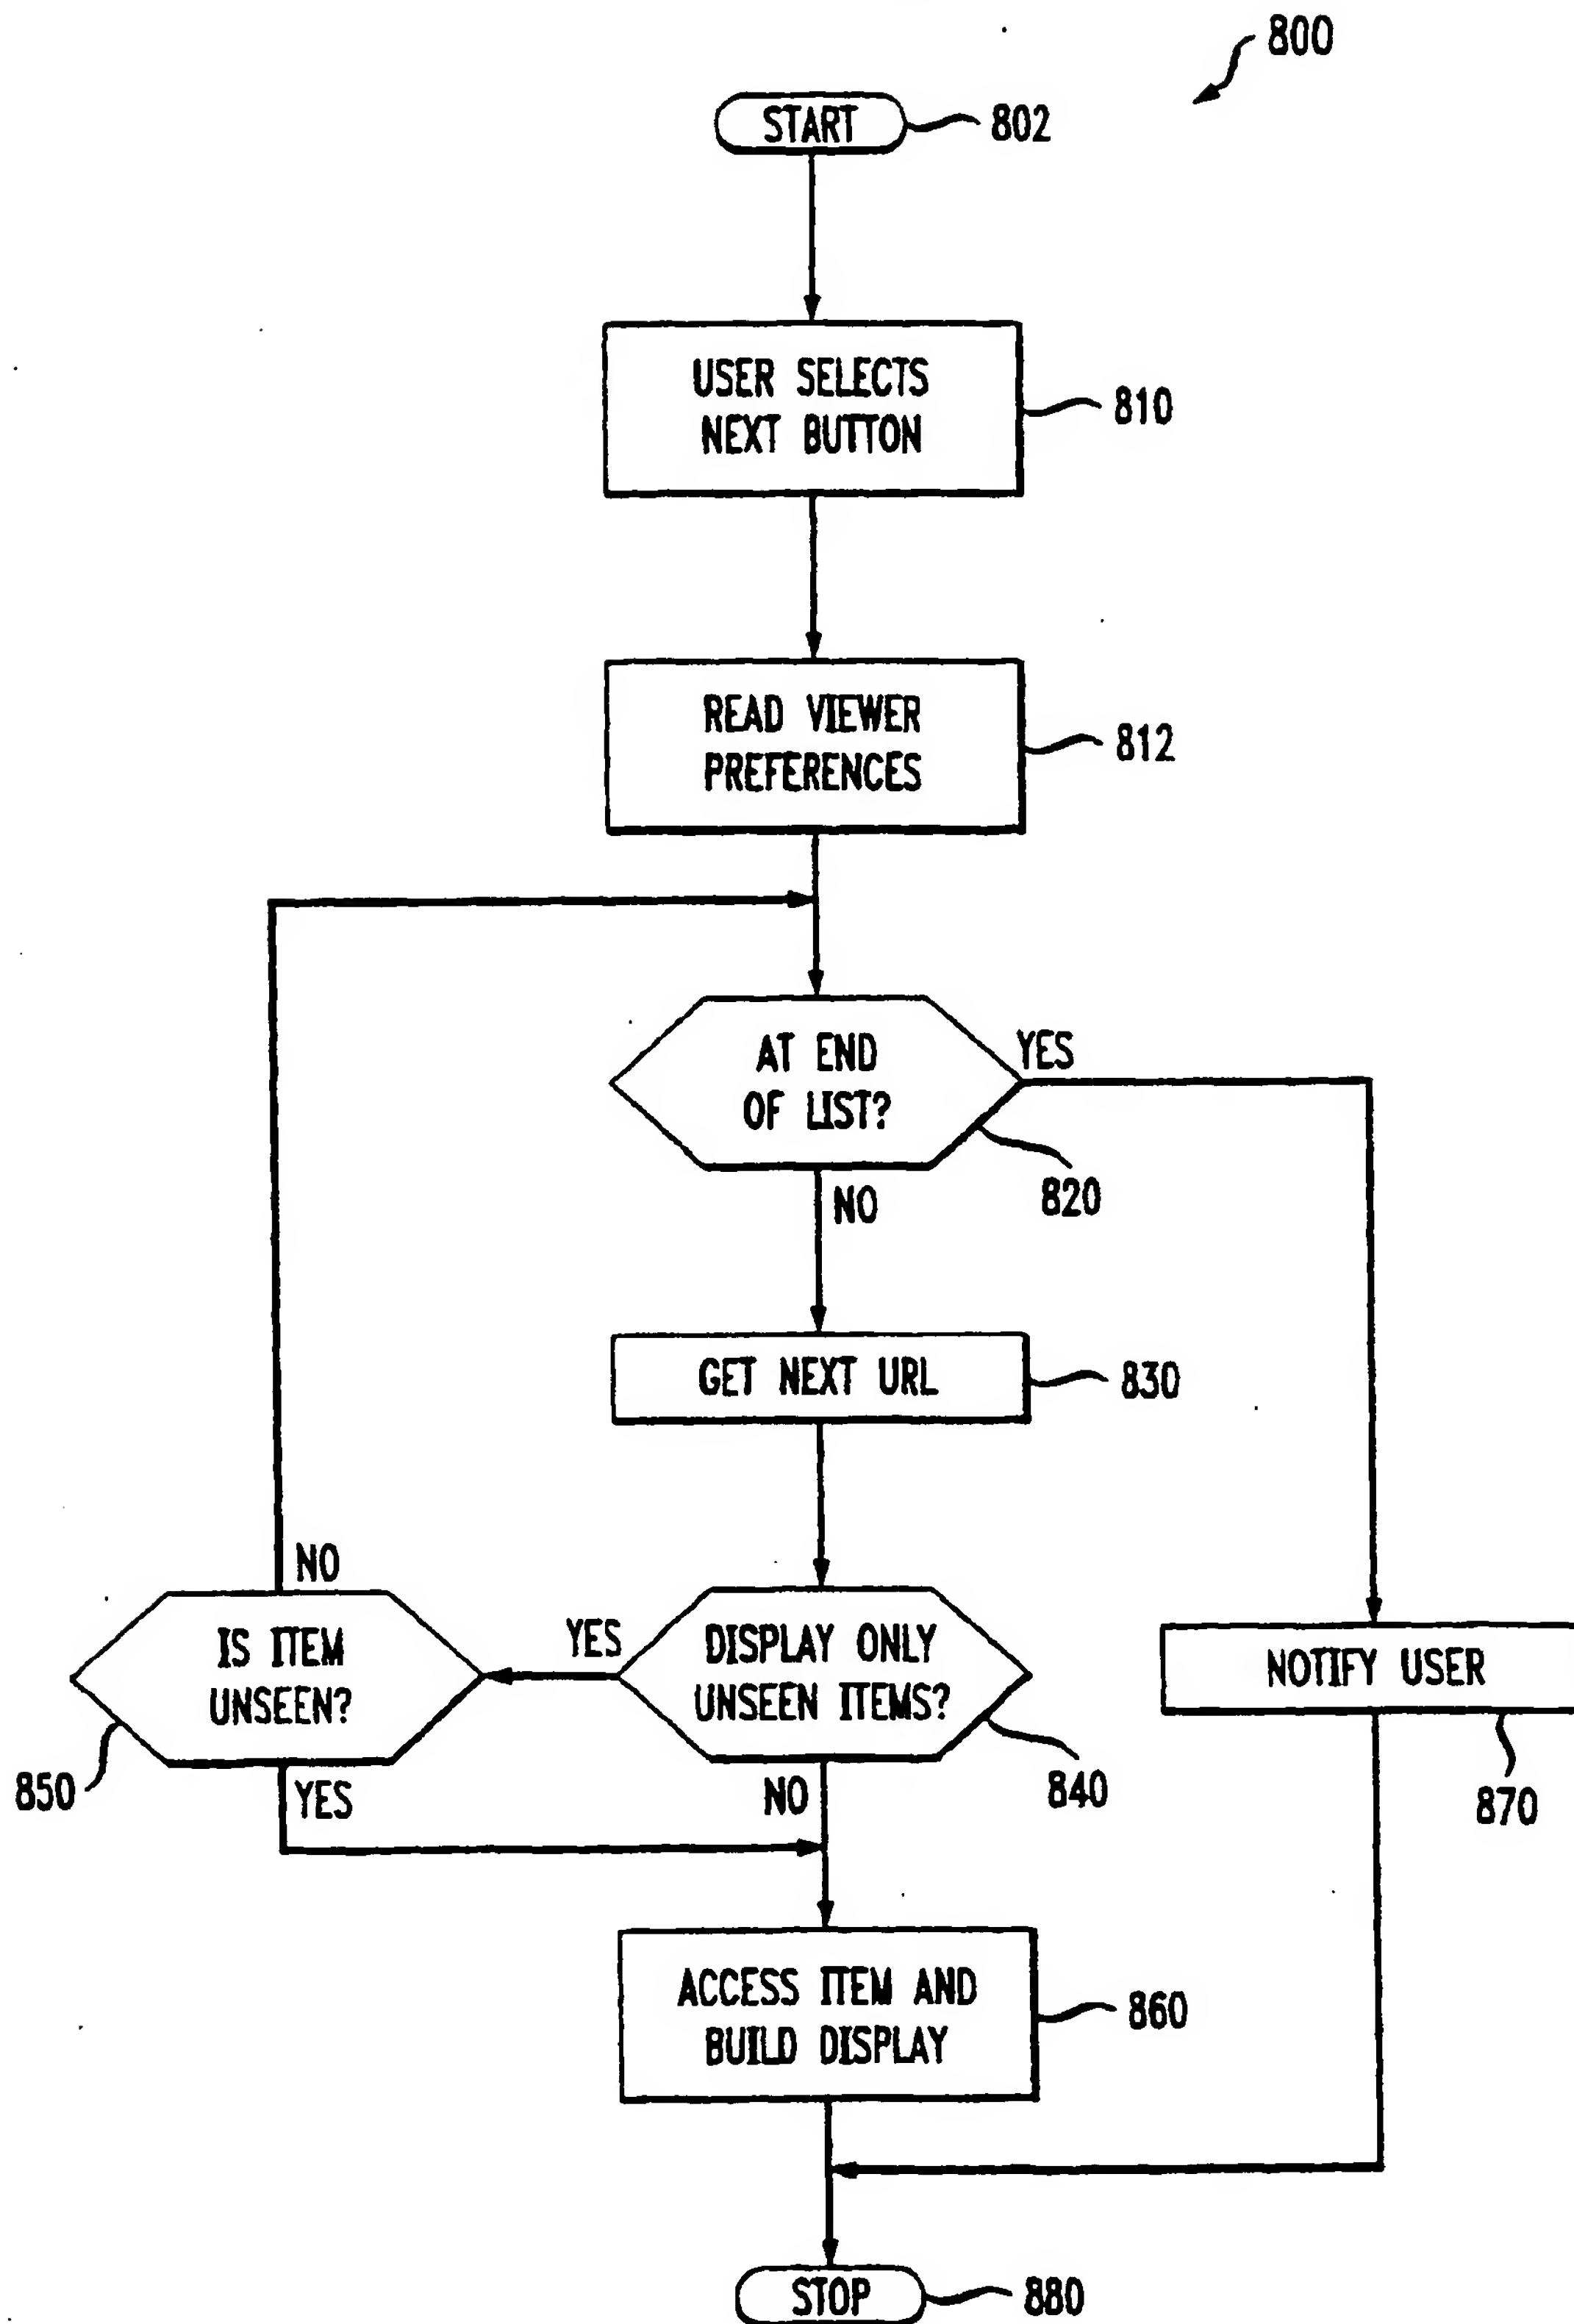 800
START
802
USER SELECTS
NEXT BUTTON
810
READ VIEWER
PREFERENCES
812
AT END
OF LIST?
YES
820
NO
GET NEXT URL
830
NO
IS ITEM
UNSEEN?
850
YES
YES
DISPLAY ONLY
UNSEEN ITEMS?
840
NO
NOTIFY USER
870
ACCESS ITEM AND
BUILD DISPLAY
860
STOP
880